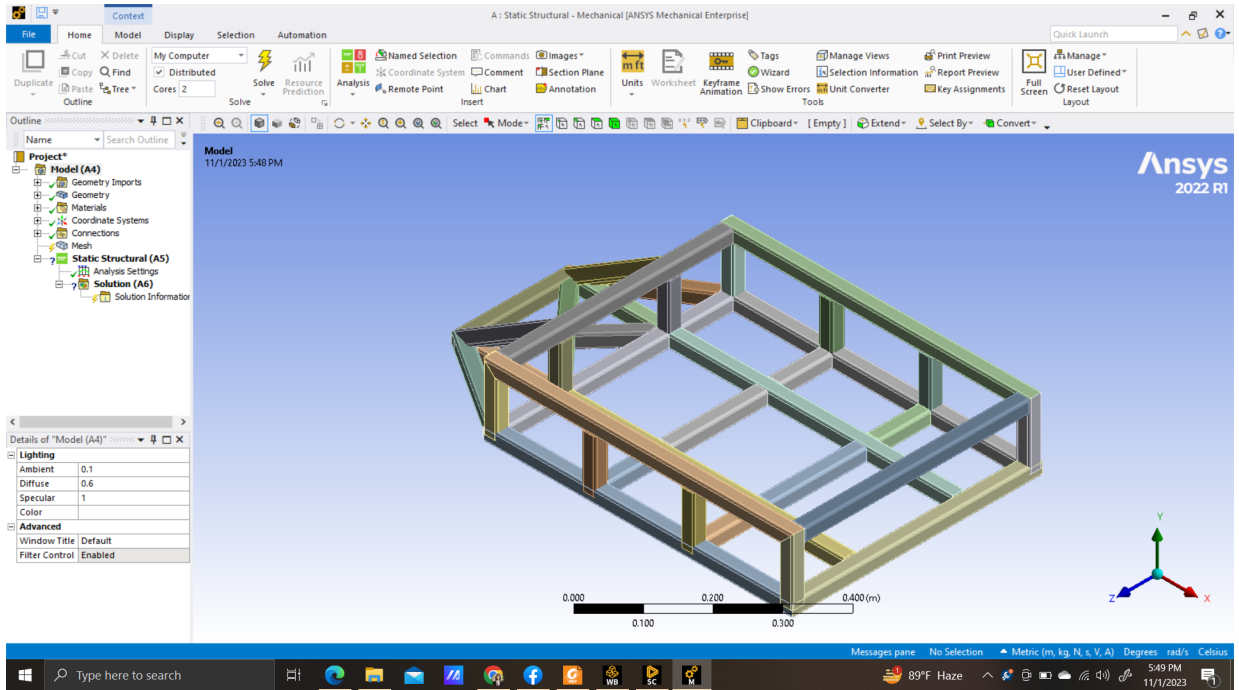 Context
A : Static Structural - Mechanical [ANSYS Mechanical Enterprise]
File Home Model Display Selection Automation Quick Launch
Duplicate
Cut
Copy
Paste
Delete
Find
Tree
Outline
My Computer
Distributed
Cores 2
Solve
Resource Prediction
Solve
Analysis
Named Selection
Coordinate System
Remote Point
Commands
Comment
Chart
Images
Section Plane
Annotation
Insert
Units
Worksheet
Keyframe Animation
Tags
Wizard
Show Errors
Manage Views
Selection Information
Unit Converter
Print Preview
Report Preview
Key Assignments
Tools
Full Screen
Manage
User Defined
Reset Layout
Layout
Outline
Name Search Outline
Select Mode Clipboard [ Empty ] Extend Select By Convert
Project*
Model (A4)
Geometry Imports
Geometry
Materials
Coordinate Systems
Connections
Mesh
Static Structural (A5)
Analysis Settings
Solution (A6)
Solution Information
Model
11/1/2023 5:48 PM
Ansys
2022 R1
Details of "Model (A4)"
Lighting
Ambient 0.1
Diffuse 0.6
Specular 1
Color
Advanced
Window Title Default
Filter Control Enabled
0.000 0.200 0.400 (m)
0.100 0.300
Y
Z
X
Messages pane No Selection Metric (m, kg, N, s, V, A) Degrees rad/s Celsius
Type here to search
WB
SC
M
89°F Haze
5:49 PM
11/1/2023